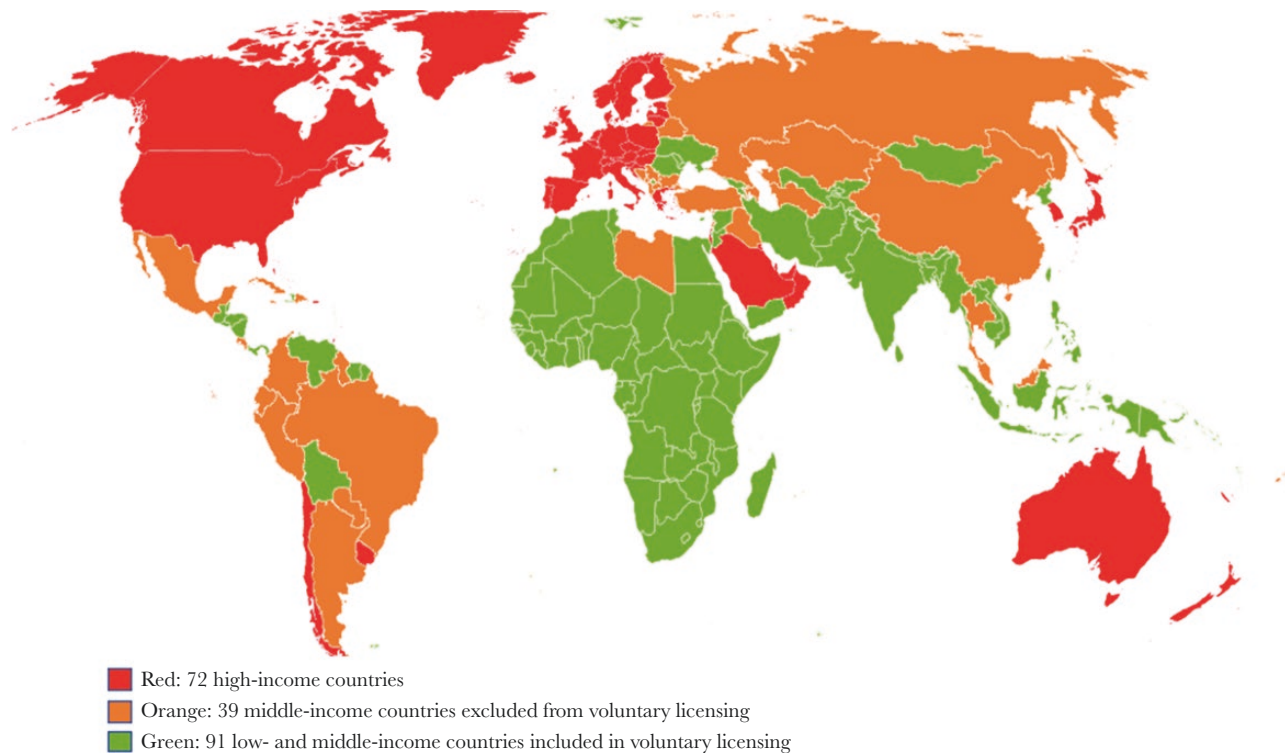 Red: 72 high-income countries
Orange: 39 middle-income countries excluded from voluntary licensing
Green: 91 low- and middle-income countries included in voluntary licensing